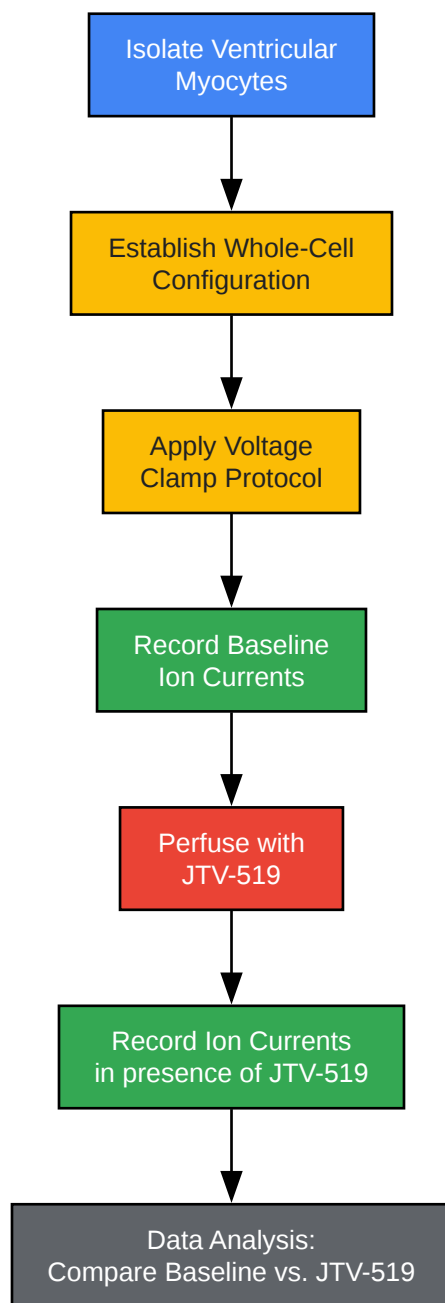 Isolate Ventricular
Myocytes
Establish Whole-Cell
Configuration
Apply Voltage
Clamp Protocol
Record Baseline
Ion Currents
Perfuse with
JTV-519
Record Ion Currents
in presence of JTV-519
Data Analysis:
Compare Baseline vs. JTV-519